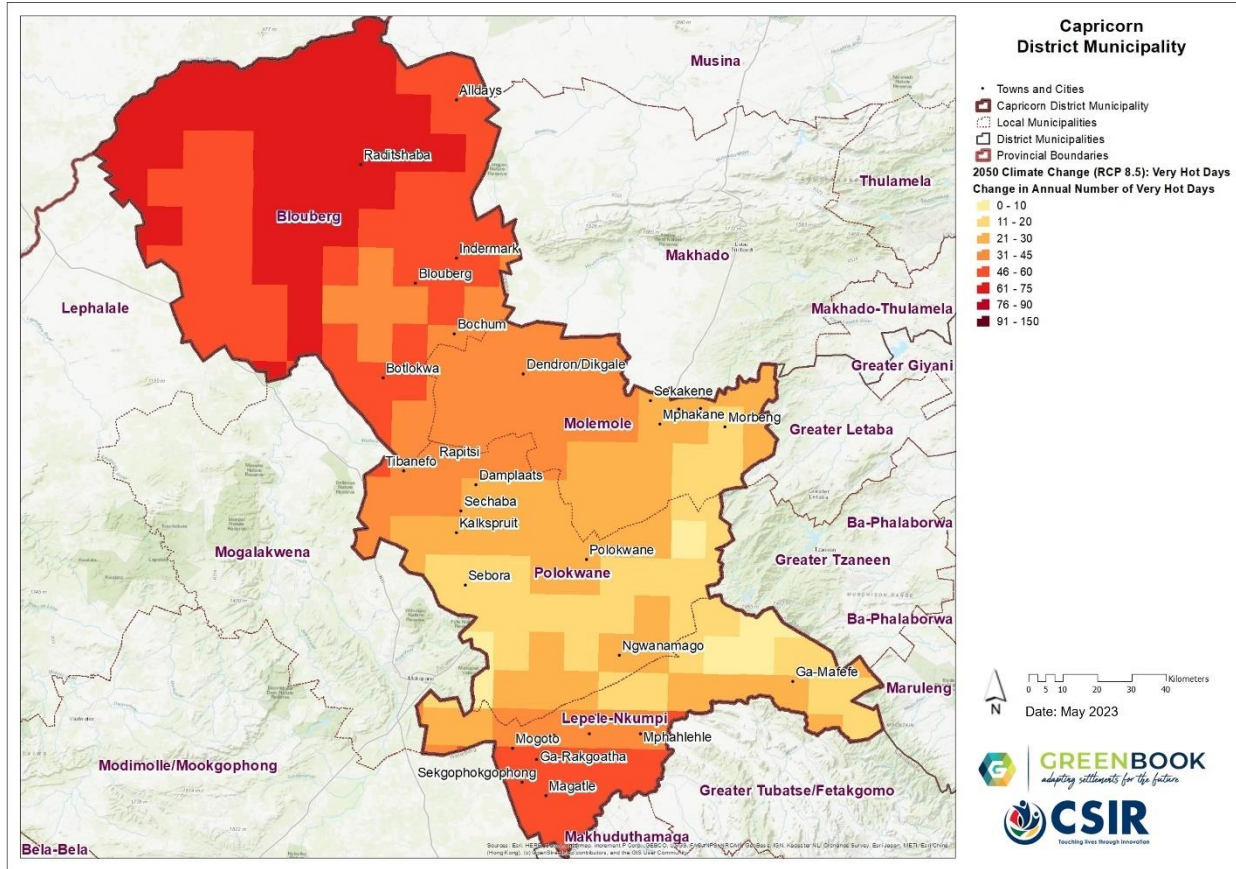 Capricorn
District Municipality
Towns and Cities
Capricorn District Municipality
Local Municipalities
District Municipalities
Provincial Boundaries
2050 Climate Change (RCP 8.5): Very Hot Days
Change in Annual Number of Very Hot Days
0 - 10
11 - 20
21 - 30
31 - 45
46 - 60
61 - 75
76 - 90
91 - 150
Musina
Alldays
Raditshaba
Thulamela
Blouberg
Indermark
Makhado
Blouberg
Lephalale
Makhado-Thulamela
Bochum
Greater Giyani
Botlokwa
Dendron/Dikgale
Sekakene
Mphakane
Morbeng
Molemole
Greater Letaba
Rapitsi
Tibanefo
Damplaats
Sechaba
Kalkspruit
Ba-Phalaborwa
Mogalakwena
Polokwane
Greater Tzaneen
Polokwane
Sebora
Ba-Phalaborwa
Ngwanamago
Ga-Mafefe
Maruleng
Lepele-Nkumpi
Mogoto
Mphahlehle
Ga-Rakgoatha
Modimolle/Mookgophong
Sekgophokgophong
Magatle
Greater Tubatse/Fetakgomo
Makhuduthamaga
Bela-Bela
Kilometers
0 5 10 20 30 40
N
Date: May 2023
GREENBOOK
adapting settlements for the future
CSIR
Touching lives through innovation